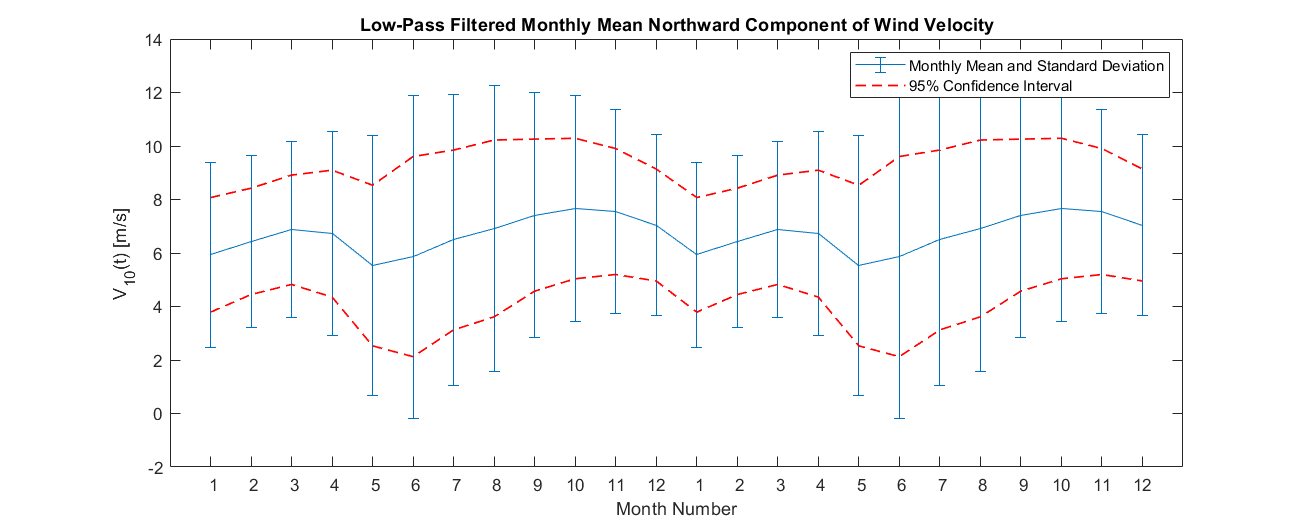 Low-Pass Filtered Monthly Mean Northward Component of Wind Velocity
Monthly Mean and Standard Deviation
95% Confidence Interval
14
12
10
8
6
4
2
0
-2
V10(t) [m/s]
1 2 3 4 5 6 7 8 9 10 11 12 1 2 3 4 5 6 7 8 9 10 11 12
Month Number